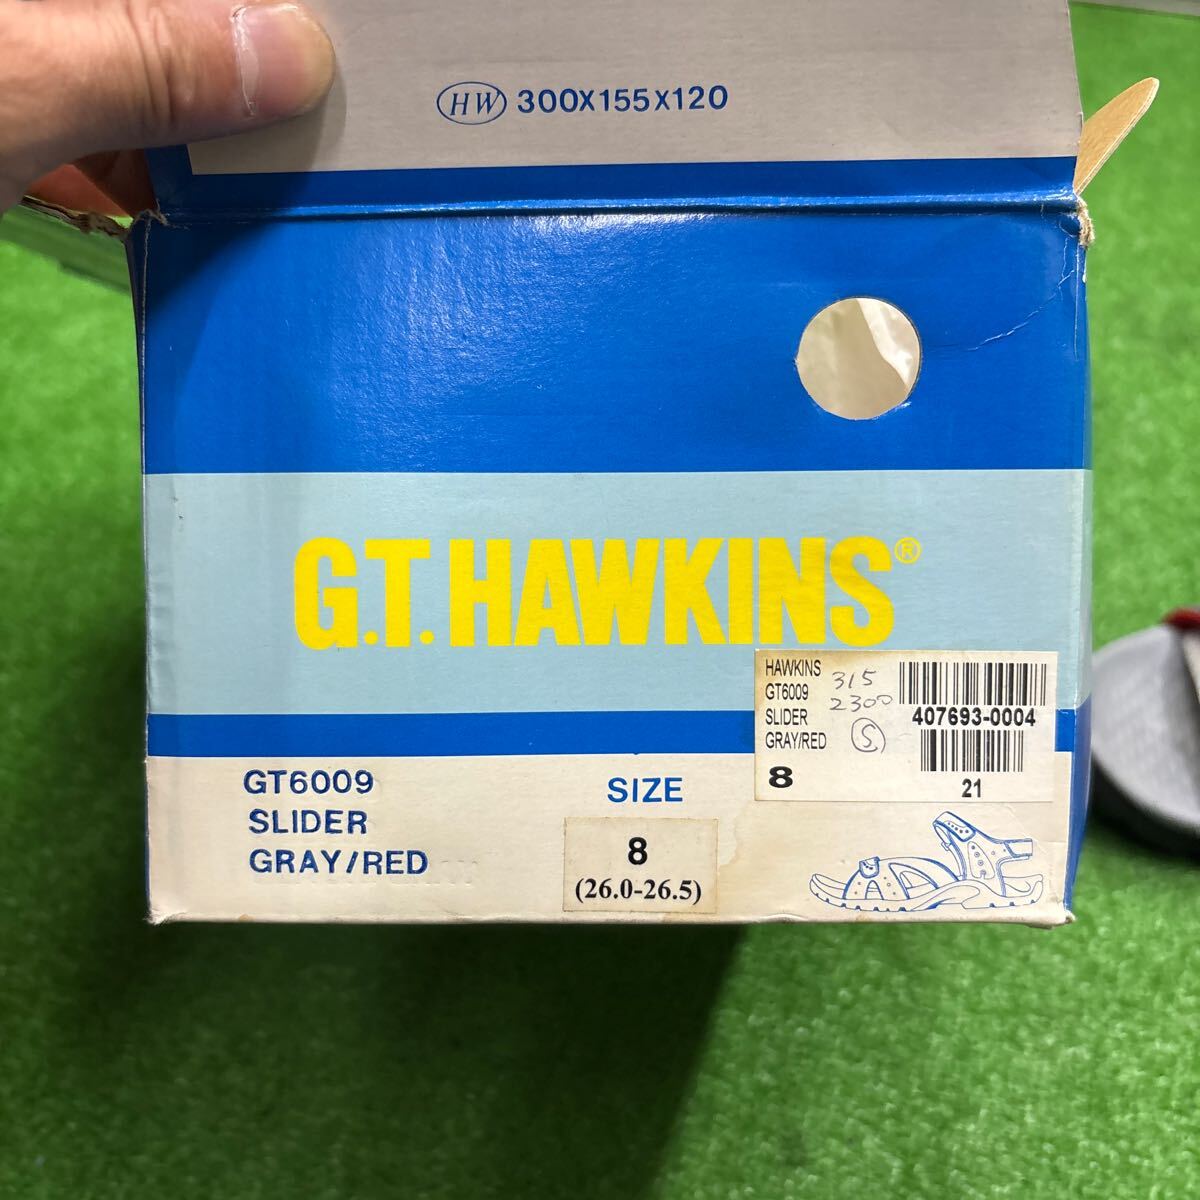 HW 300X155X120
G.T. HAWKINS®
HAWKINS
GT6009
SLIDER
GRAY/RED
8
315
2300
S
407693-0004
21
GT6009
SLIDER
GRAY/RED
SIZE
8
(26.0-26.5)